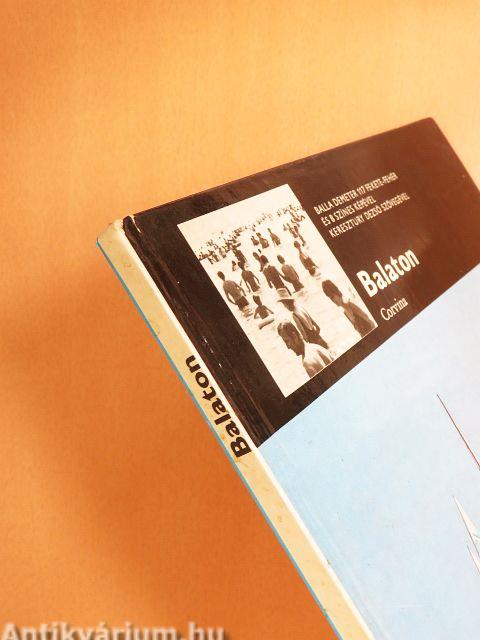 BALLA DEMETER 117 FEKETE-FEHÉR
ÉS 8 SZÍNES KÉPÉVEL
KERESZTURY DEZSŐ SZÖVEGÉVEL
Balaton
Corvina
Balaton
Antikvárium.hu